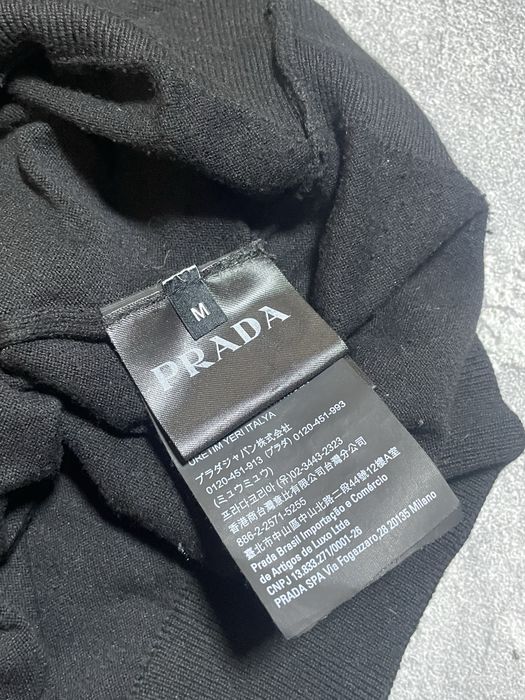 M
PRADA
ÜRETIM YERI ITALYA
プラダジャパン株式会社
0120-451-913 (プラダ) 0120-451-993
(ミュウミュウ)
프라다코리아(유)02-3443-2323
香港商台灣意比有限公司台灣分公司
886-2-2571-5255
臺北市中山區中山北路二段44號12樓A室
Prada Brasil Importação e Comércio
de Artigos de Luxo Ltda
CNPJ 13.833.271/0001-26
PRADA SPA Via Fogazzaro,28 20135 Milano